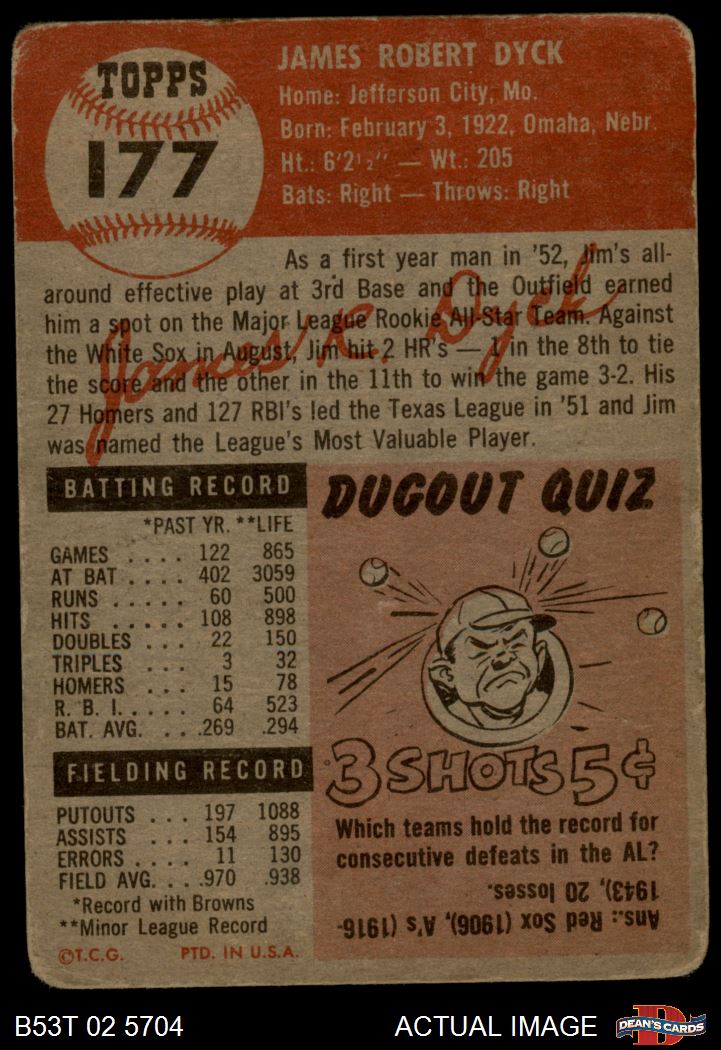 TOPPS
177
JAMES ROBERT DYCK
Home: Jefferson City, Mo.
Born: February 3, 1922, Omaha, Nebr.
Ht.: 6'2½" — Wt.: 205
Bats: Right — Throws: Right
As a first year man in '52, Jim's all-
around effective play at 3rd Base and the Outfield earned
him a spot on the Major League Rookie All-Star Team. Against
the White Sox in August, Jim hit 2 HR's — 1 in the 8th to tie
the score and the other in the 11th to win the game 3-2. His
27 Homers and 127 RBI's led the Texas League in '51 and Jim
was named the League's Most Valuable Player.
James R Dyck
BATTING RECORD
*PAST YR. **LIFE
GAMES .... 122 865
AT BAT .... 402 3059
RUNS ..... 60 500
HITS ..... 108 898
DOUBLES ... 22 150
TRIPLES ... 3 32
HOMERS ... 15 78
R. B. I. .... 64 523
BAT. AVG. ... .269 .294
FIELDING RECORD
PUTOUTS ... 197 1088
ASSISTS ... 154 895
ERRORS .... 11 130
FIELD AVG. ... .970 .938
*Record with Browns
**Minor League Record
©T.C.G. PTD. IN U.S.A.
DUGOUT QUIZ
3 SHOTS 5¢
Which teams hold the record for
consecutive defeats in the AL?
Ans.: Red Sox (1906), A's (1916-
1943), 20 losses.
B53T 02 5704
ACTUAL IMAGE
DEAN'S CARDS